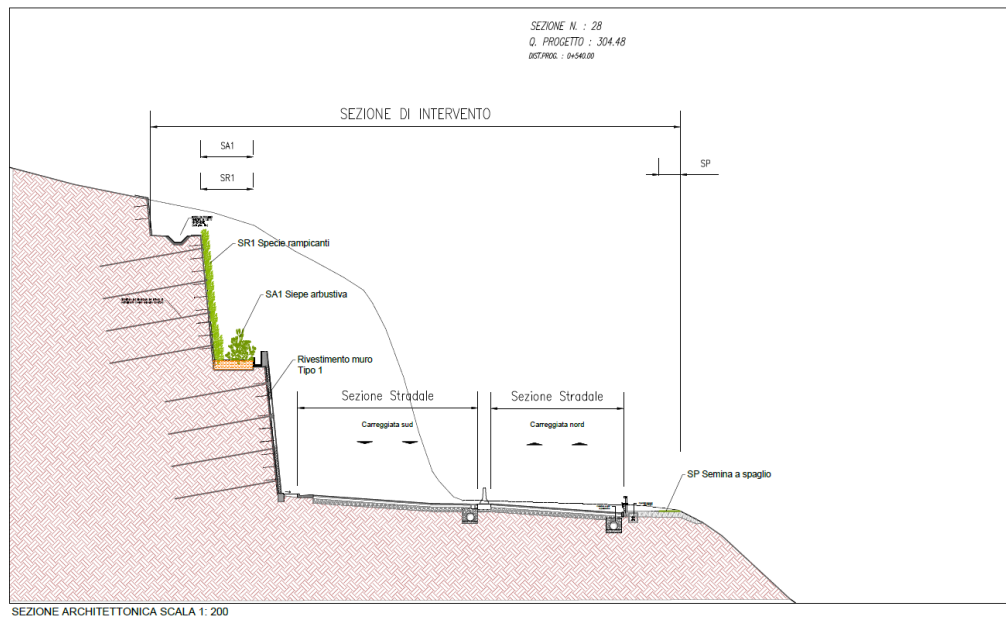 SEZIONE N. : 28
Q. PROGETTO : 304.48
DIST.PROG. : 0+540.00
SEZIONE DI INTERVENTO
SA1
SP
SR1
SR1 Specie rampicanti
SA1 Siepe arbustiva
Rivestimento muro
Tipo 1
Sezione Stradale
Sezione Stradale
Carreggiata sud
Carreggiata nord
SP Semina a spaglio
SEZIONE ARCHITETTONICA SCALA 1: 200